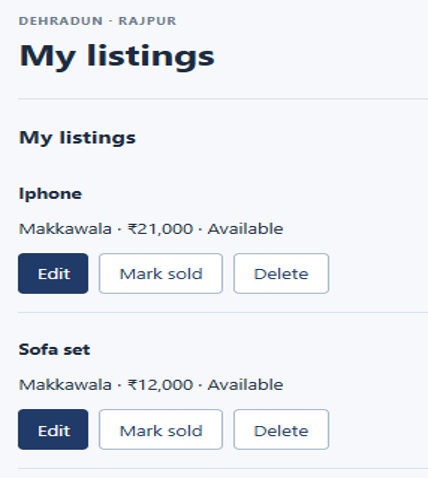 DEHRADUN · RAJPUR
My listings
My listings
Iphone
Makkawala · ₹21,000 · Available
Edit Mark sold Delete
Sofa set
Makkawala · ₹12,000 · Available
Edit Mark sold Delete